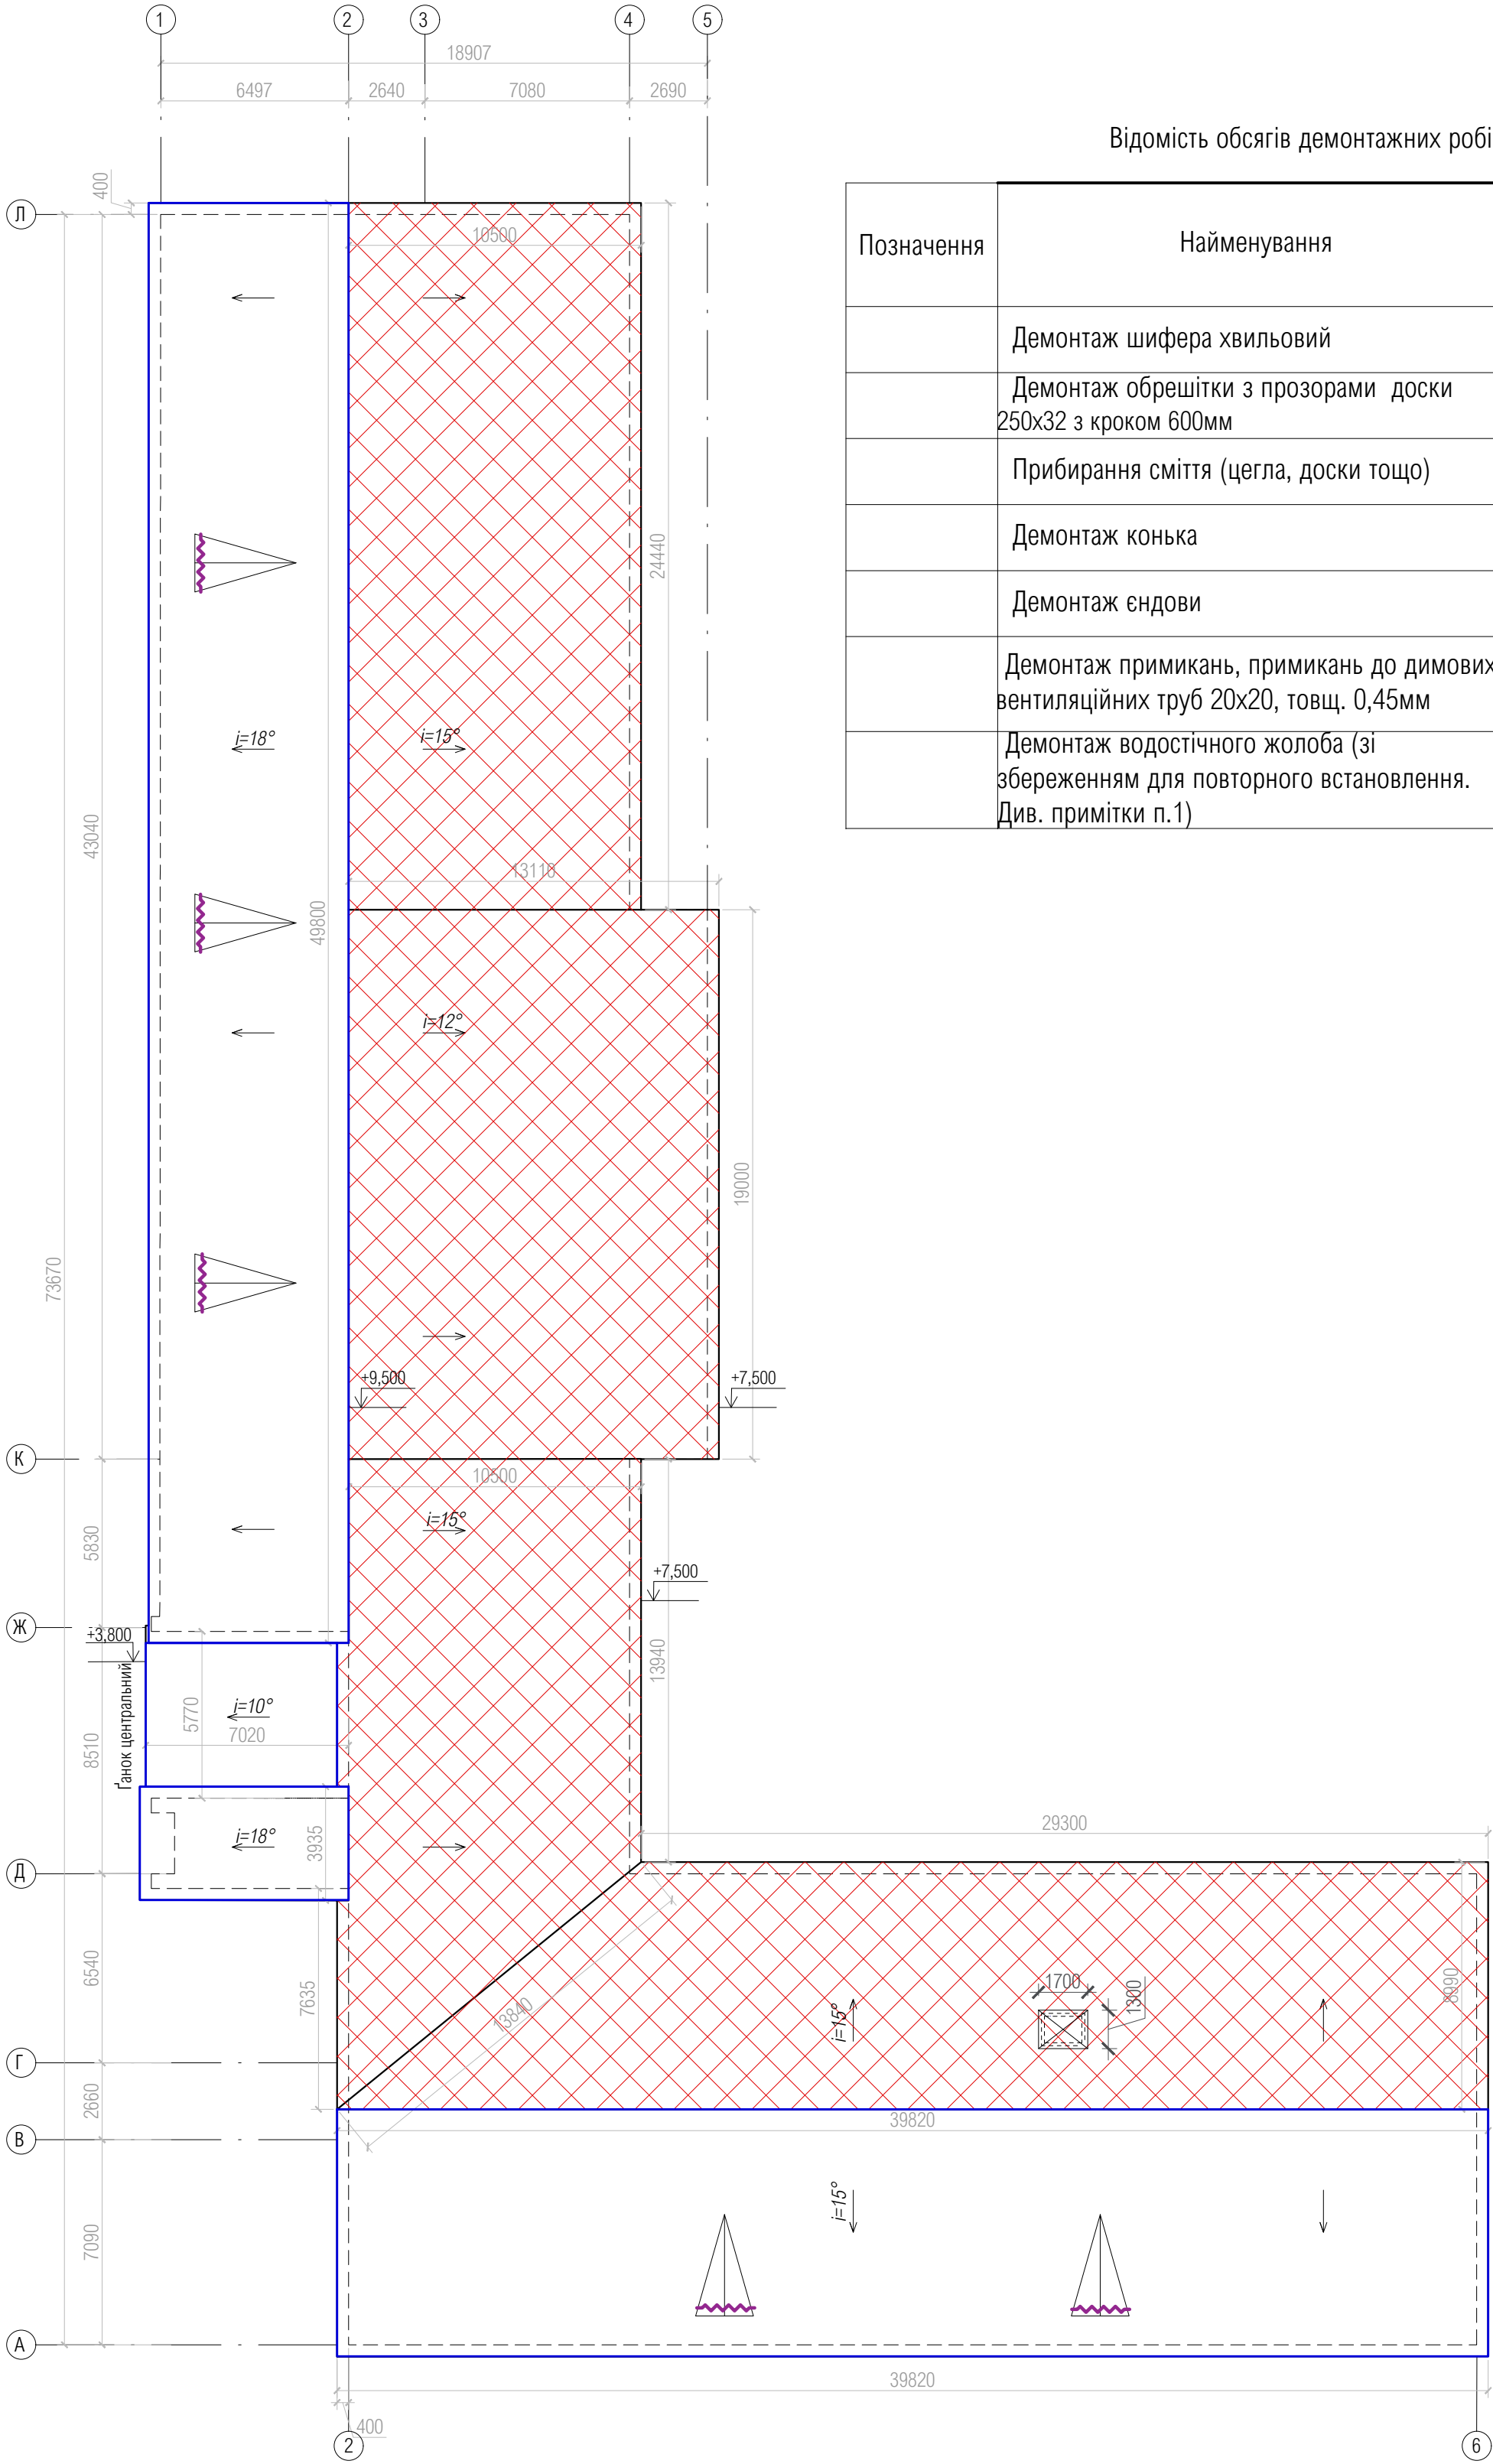 1
2
3
4
5
18907
6497
2640
7080
2690
Відомість обсягів демонтажних робі
Позначення
Найменування
Демонтаж шифера хвильовий
Демонтаж обрешітки з прозорами доски
250х32 з кроком 600мм
Прибирання сміття (цегла, доски тощо)
Демонтаж конька
Демонтаж єндови
Демонтаж примикань, примикань до димових
вентиляційних труб 20х20, товщ. 0,45мм
Демонтаж водостічного жолоба (зі
збереженням для повторного встановлення.
Див. примітки п.1)
400
Л
10500
24440
i=18°
i=15°
43040
13110
49800
i=12°
19000
73670
+9,500
+7,500
К
10500
i=15°
5830
+7,500
Ж
+3,800
13940
Ґанок центральний
5770
i=10°
7020
8510
29300
i=18°
3935
Д
6540
7635
13840
i=15°
1700
1300
8990
Г
2660
39820
В
7090
i=15°
А
39820
400
2
6